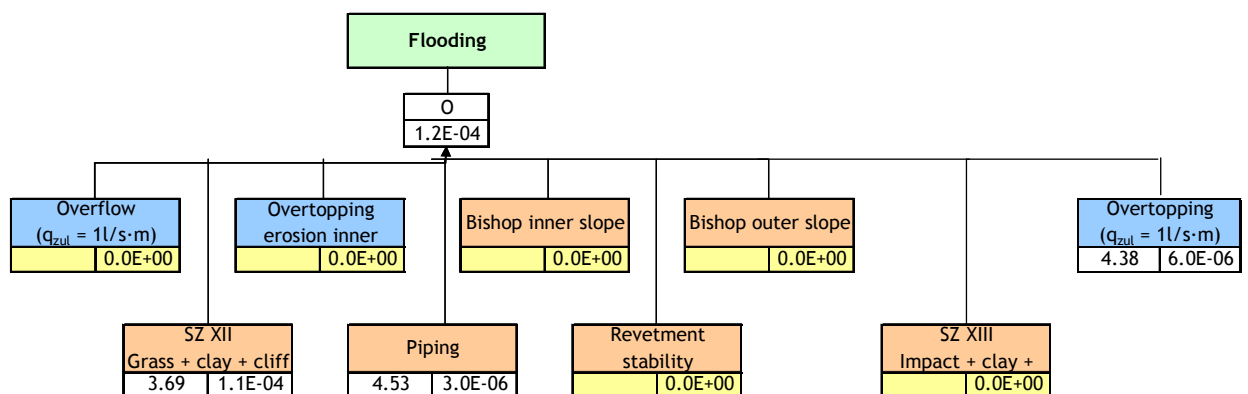 Flooding
O
1.2E-04
Overflow
(q_zul = 1l/s·m)
0.0E+00
Overtopping
erosion inner
0.0E+00
Bishop inner slope
0.0E+00
Bishop outer slope
0.0E+00
Overtopping
(q_zul = 1l/s·m)
4.38 6.0E-06
SZ XII
Grass + clay + cliff
3.69 1.1E-04
Piping
4.53 3.0E-06
Revetment
stability
0.0E+00
SZ XIII
Impact + clay +
0.0E+00